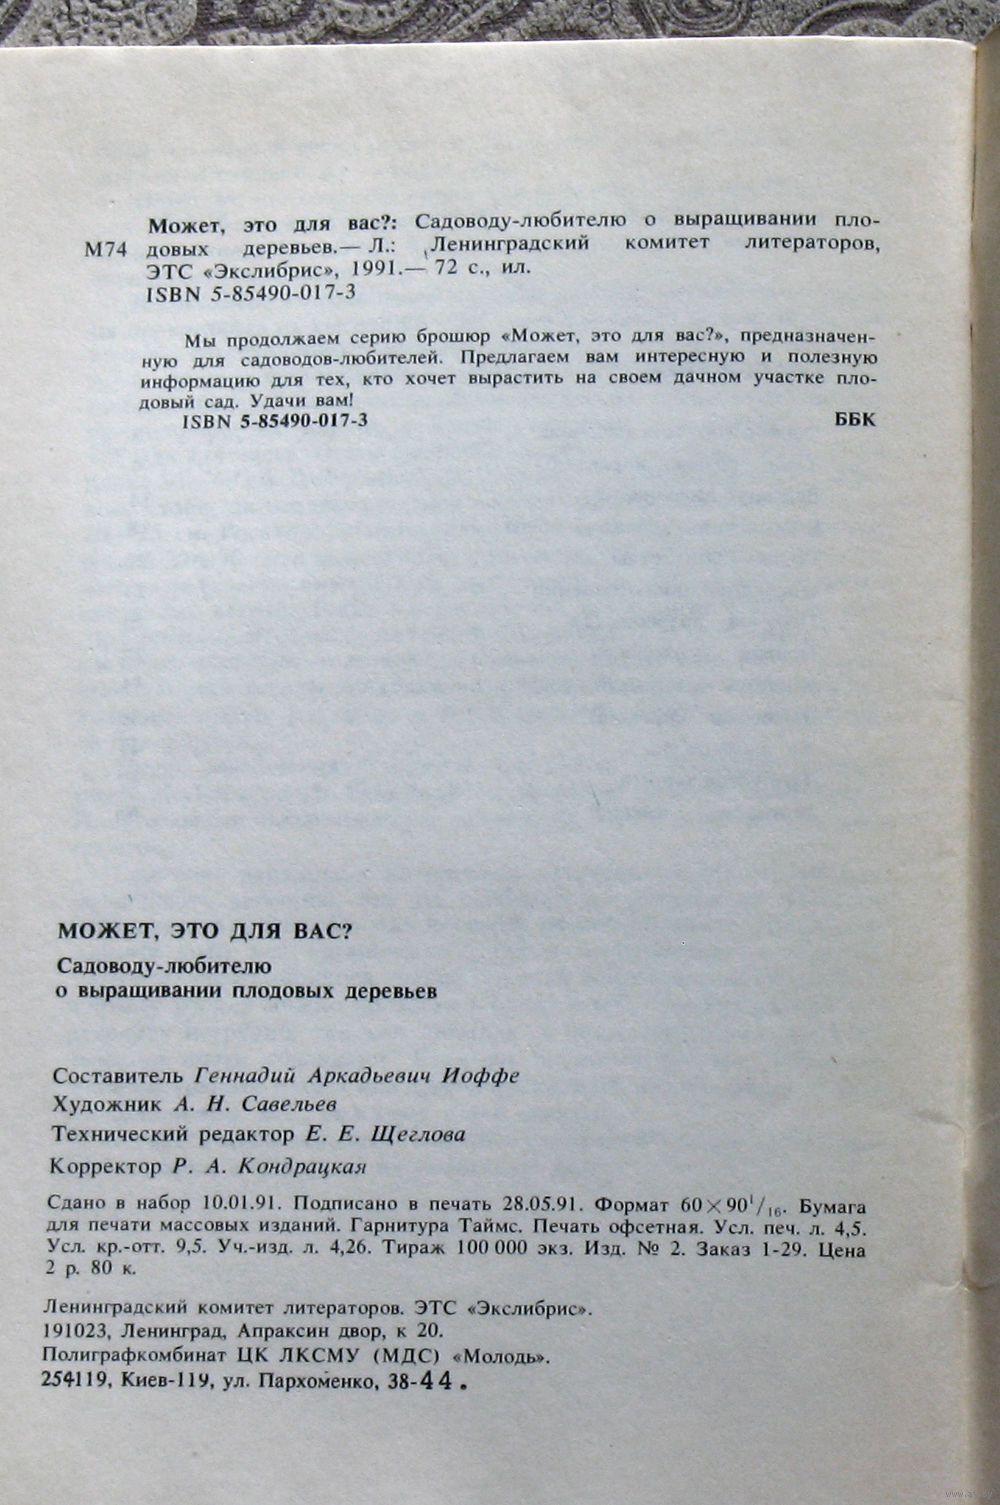 Может, это для вас?: Садоводу-любителю о выращивании пло-
М74 довых деревьев.— Л.: Ленинградский комитет литераторов,
ЭТС «Экслибрис», 1991.— 72 с., ил.
ISBN 5-85490-017-3
Мы продолжаем серию брошюр «Может, это для вас?», предназначен-
ную для садоводов-любителей. Предлагаем вам интересную и полезную
информацию для тех, кто хочет вырастить на своем дачном участке пло-
довый сад. Удачи вам!
ISBN 5-85490-017-3 ББК
МОЖЕТ, ЭТО ДЛЯ ВАС?
Садоводу-любителю
о выращивании плодовых деревьев
Составитель Геннадий Аркадьевич Иоффе
Художник А. Н. Савельев
Технический редактор Е. Е. Щеглова
Корректор Р. А. Кондрацкая
Сдано в набор 10.01.91. Подписано в печать 28.05.91. Формат 60×90¹/₁₆. Бумага
для печати массовых изданий. Гарнитура Таймс. Печать офсетная. Усл. печ. л. 4,5.
Усл. кр.-отт. 9,5. Уч.-изд. л. 4,26. Тираж 100 000 экз. Изд. № 2. Заказ 1-29. Цена
2 р. 80 к.
Ленинградский комитет литераторов. ЭТС «Экслибрис».
191023, Ленинград, Апраксин двор, к 20.
Полиграфкомбинат ЦК ЛКСМУ (МДС) «Молодь».
254119, Киев-119, ул. Пархоменко, 38-44.